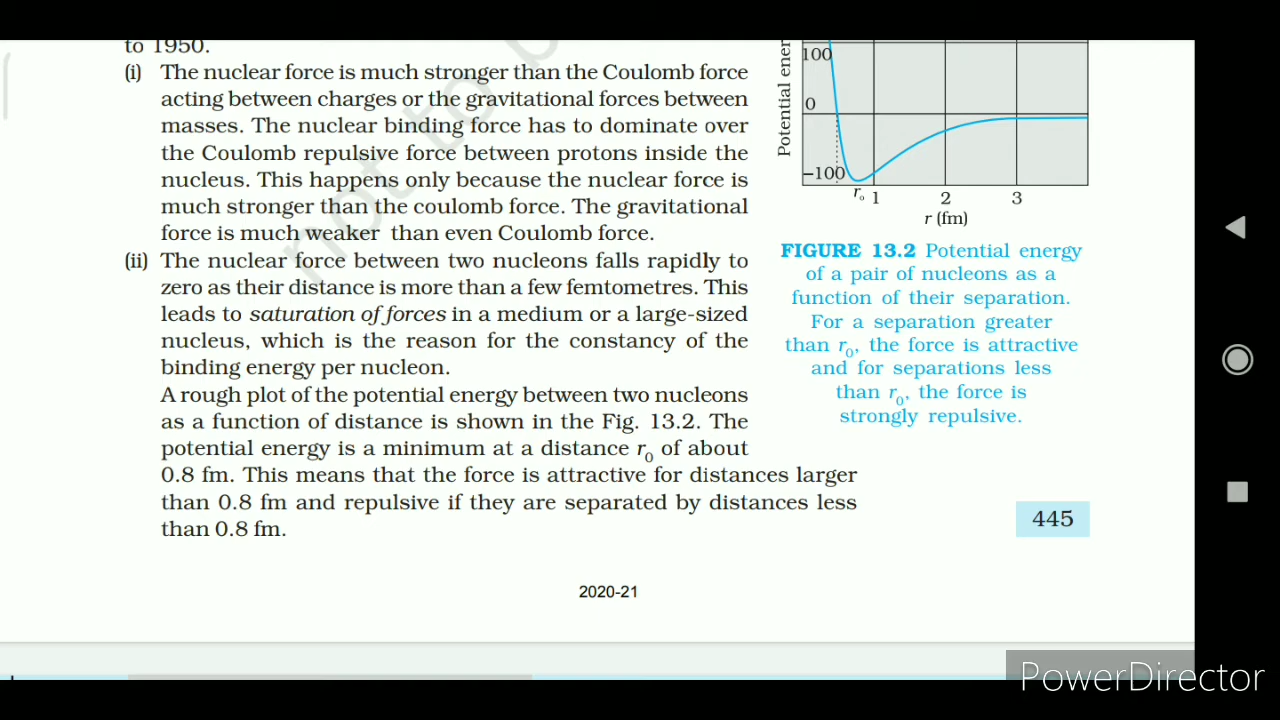 to 1950.
(i) The nuclear force is much stronger than the Coulomb force
acting between charges or the gravitational forces between
masses. The nuclear binding force has to dominate over
the Coulomb repulsive force between protons inside the
nucleus. This happens only because the nuclear force is
much stronger than the coulomb force. The gravitational
force is much weaker than even Coulomb force.
(ii) The nuclear force between two nucleons falls rapidly to
zero as their distance is more than a few femtometres. This
leads to saturation of forces in a medium or a large-sized
nucleus, which is the reason for the constancy of the
binding energy per nucleon.
A rough plot of the potential energy between two nucleons
as a function of distance is shown in the Fig. 13.2. The
potential energy is a minimum at a distance r₀ of about
0.8 fm. This means that the force is attractive for distances larger
than 0.8 fm and repulsive if they are separated by distances less
than 0.8 fm.
Potential ener
100
0
−100
r₀ 1 2 3
r (fm)
FIGURE 13.2 Potential energy
of a pair of nucleons as a
function of their separation.
For a separation greater
than r₀, the force is attractive
and for separations less
than r₀, the force is
strongly repulsive.
445
2020-21
not to b
PowerDirector